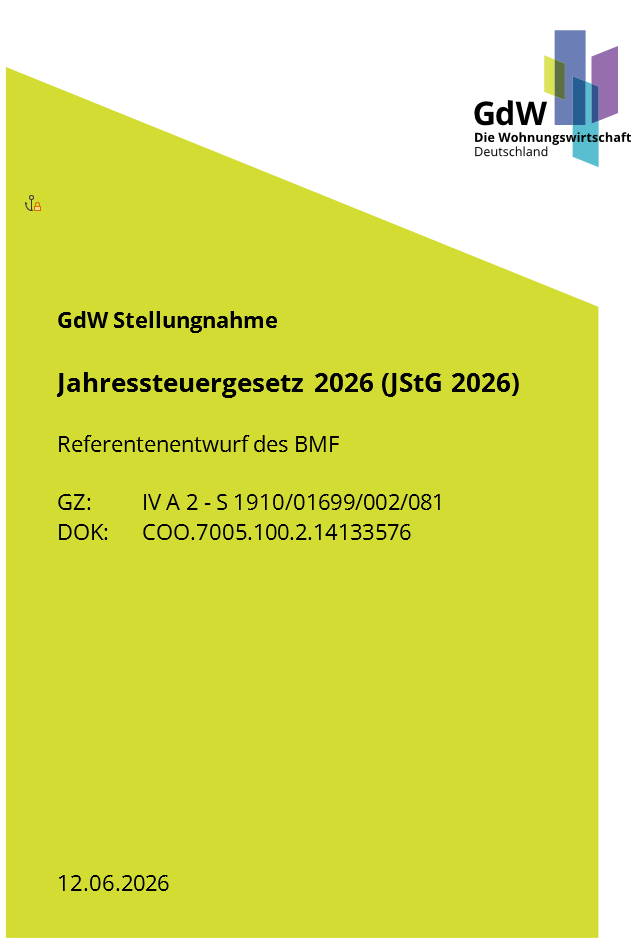 GdW
Die Wohnungswirtschaft
Deutschland
GdW Stellungnahme
Jahressteuergesetz 2026 (JStG 2026)
Referentenentwurf des BMF
GZ: IV A 2 - S 1910/01699/002/081
DOK: COO.7005.100.2.14133576
12.06.2026